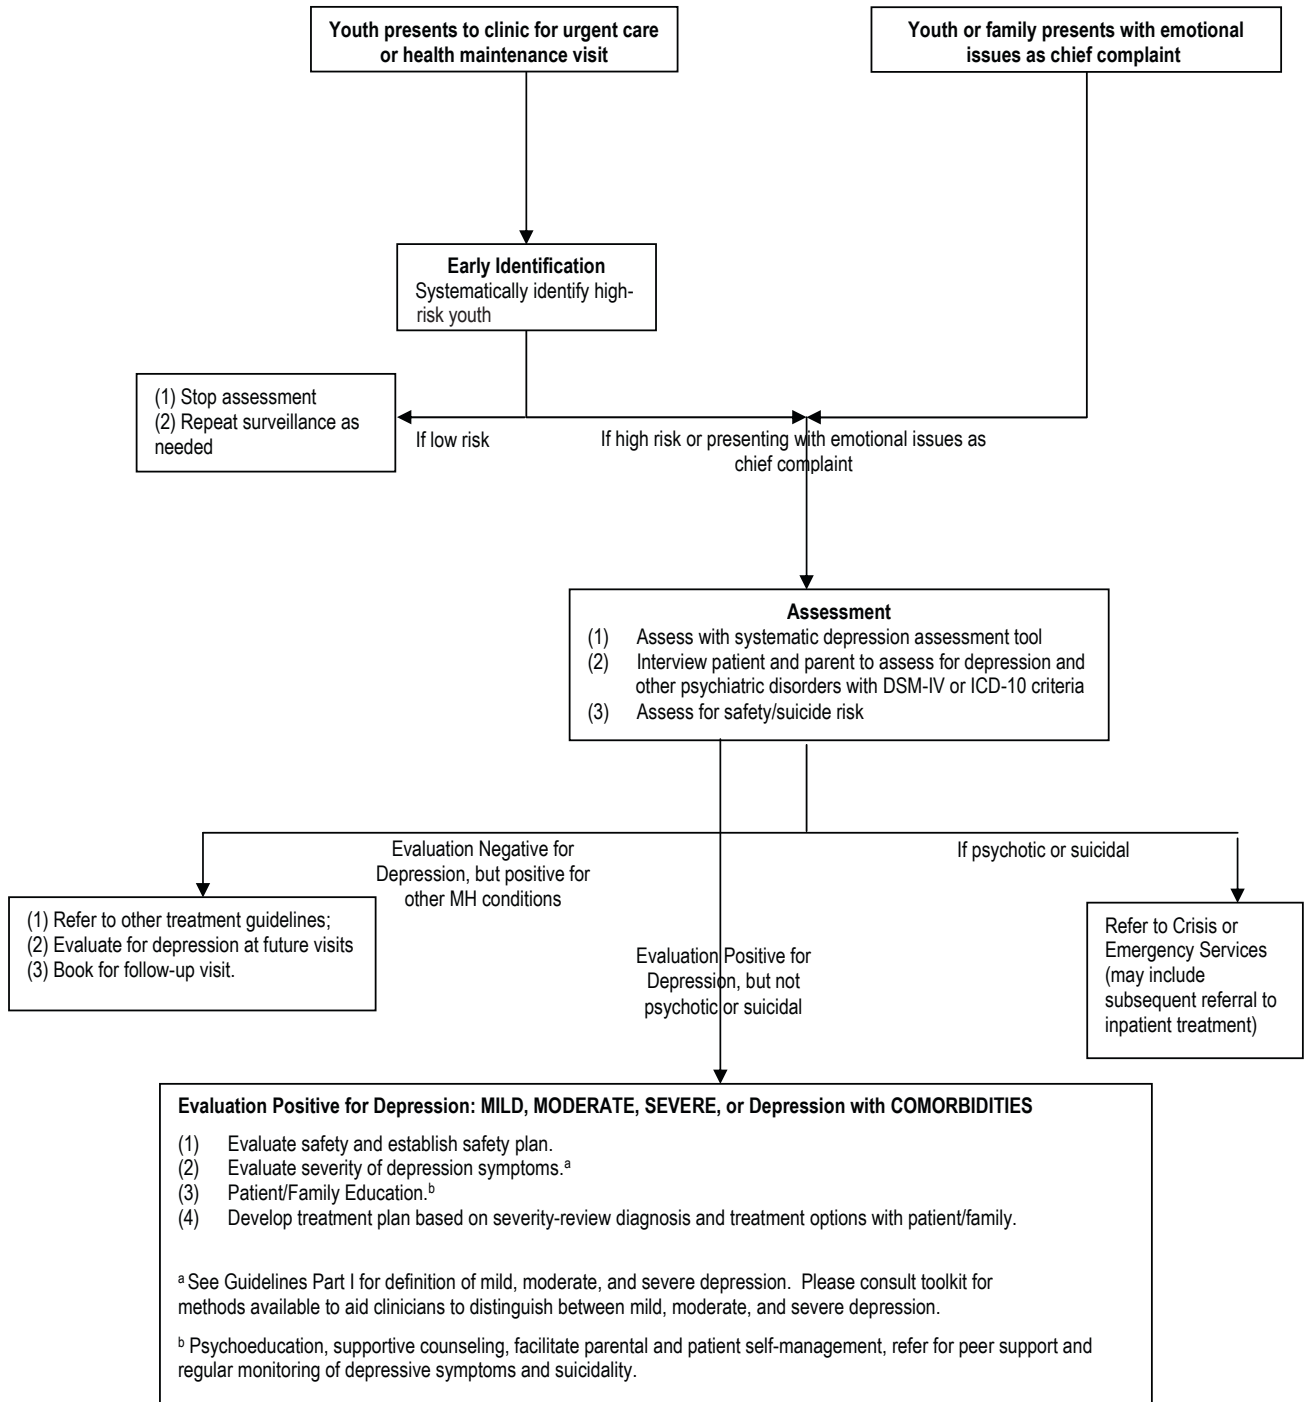 Youth presents to clinic for urgent care
or health maintenance visit
Youth or family presents with emotional
issues as chief complaint
Early Identification
Systematically identify high-
risk youth
(1) Stop assessment
(2) Repeat surveillance as
needed
If low risk
If high risk or presenting with emotional issues as
chief complaint
Assessment
(1) Assess with systematic depression assessment tool
(2) Interview patient and parent to assess for depression and
other psychiatric disorders with DSM-IV or ICD-10 criteria
(3) Assess for safety/suicide risk
Evaluation Negative for
Depression, but positive for
other MH conditions
If psychotic or suicidal
(1) Refer to other treatment guidelines;
(2) Evaluate for depression at future visits
(3) Book for follow-up visit.
Evaluation Positive for
Depression, but not
psychotic or suicidal
Refer to Crisis or
Emergency Services
(may include
subsequent referral to
inpatient treatment)
Evaluation Positive for Depression: MILD, MODERATE, SEVERE, or Depression with COMORBIDITIES
(1) Evaluate safety and establish safety plan.
(2) Evaluate severity of depression symptoms.ᵃ
(3) Patient/Family Education.ᵇ
(4) Develop treatment plan based on severity-review diagnosis and treatment options with patient/family.
ᵃ See Guidelines Part I for definition of mild, moderate, and severe depression. Please consult toolkit for
methods available to aid clinicians to distinguish between mild, moderate, and severe depression.
ᵇ Psychoeducation, supportive counseling, facilitate parental and patient self-management, refer for peer support and
regular monitoring of depressive symptoms and suicidality.